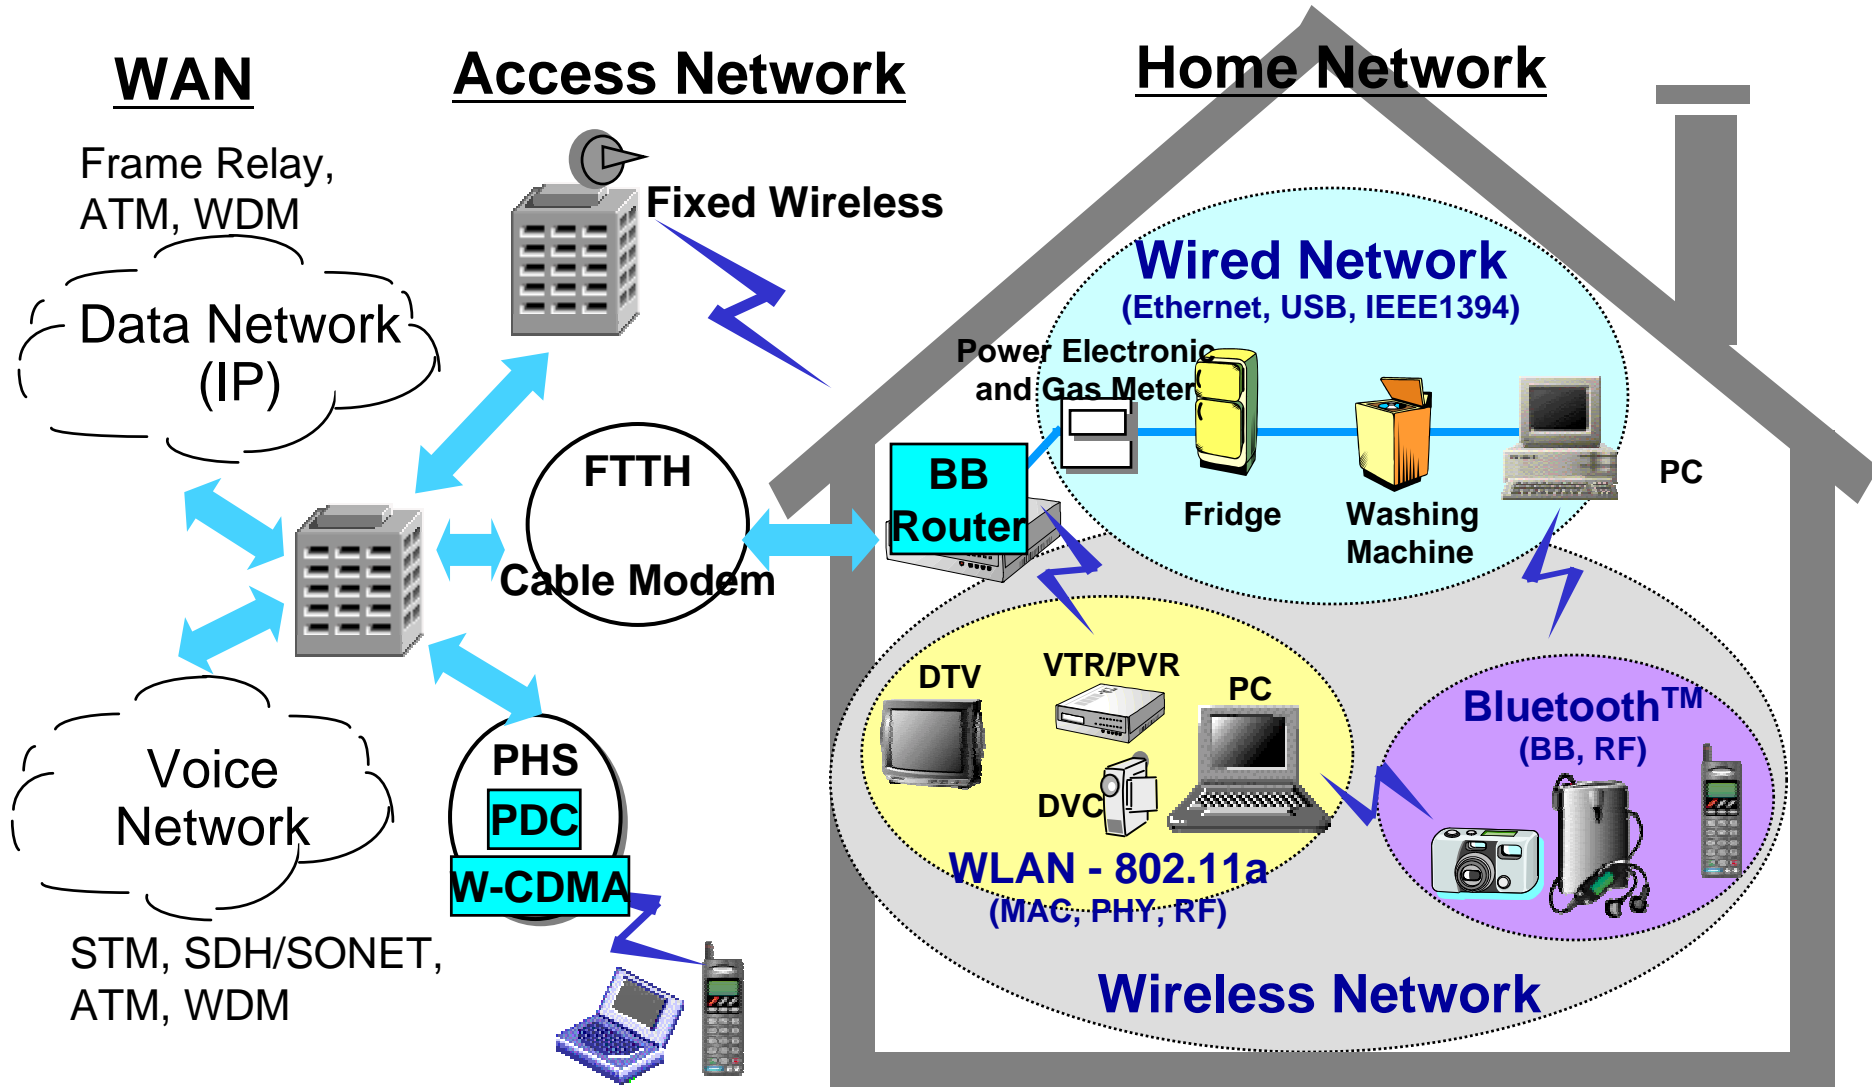 WAN
Access Network
Home Network
Frame Relay,
ATM, WDM
Data Network
(IP)
Fixed Wireless
FTTH
Cable Modem
Voice
Network
STM, SDH/SONET,
ATM, WDM
PHS
PDC
W-CDMA
Wired Network
(Ethernet, USB, IEEE1394)
Power Electronic
and Gas Meter
BB
Router
Fridge
Washing
Machine
PC
DTV
VTR/PVR
PC
DVC
WLAN - 802.11a
(MAC, PHY, RF)
Bluetooth™
(BB, RF)
Wireless Network